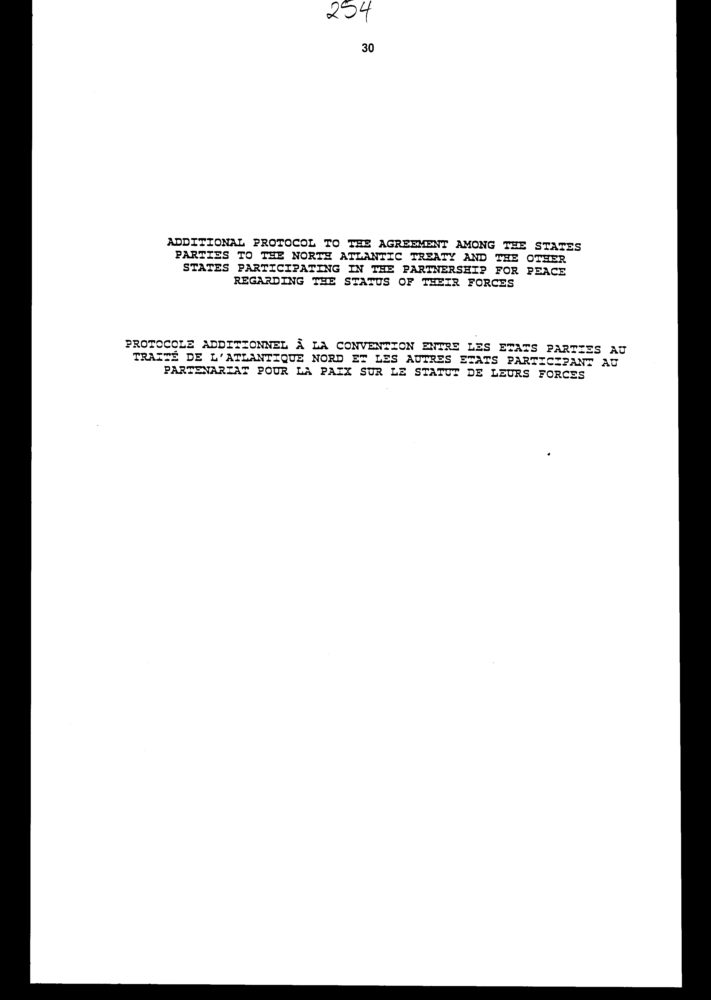 254
30
ADDITIONAL PROTOCOL TO THE AGREEMENT AMONG THE STATES
PARTIES TO THE NORTH ATLANTIC TREATY AND THE OTHER
STATES PARTICIPATING IN THE PARTNERSHIP FOR PEACE
REGARDING THE STATUS OF THEIR FORCES
PROTOCOLE ADDITIONNEL À LA CONVENTION ENTRE LES ETATS PARTIES AU
TRAITÉ DE L'ATLANTIQUE NORD ET LES AUTRES ETATS PARTICIPANT AU
PARTENARIAT POUR LA PAIX SUR LE STATUT DE LEURS FORCES